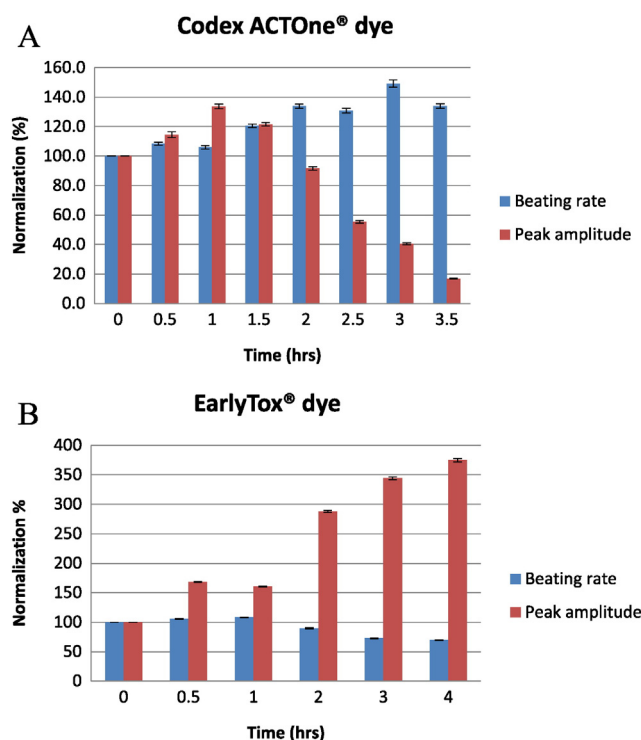 A
Codex ACTOne® dye
160.0
140.0
120.0
100.0
80.0
60.0
40.0
20.0
0.0
Normalization (%)
0 0.5 1 1.5 2 2.5 3 3.5
Time (hrs)
Beating rate
Peak amplitude
B
EarlyTox® dye
400
350
300
250
200
150
100
50
0
Normalization %
0 0.5 1 2 3 4
Time (hrs)
Beating rate
Peak amplitude